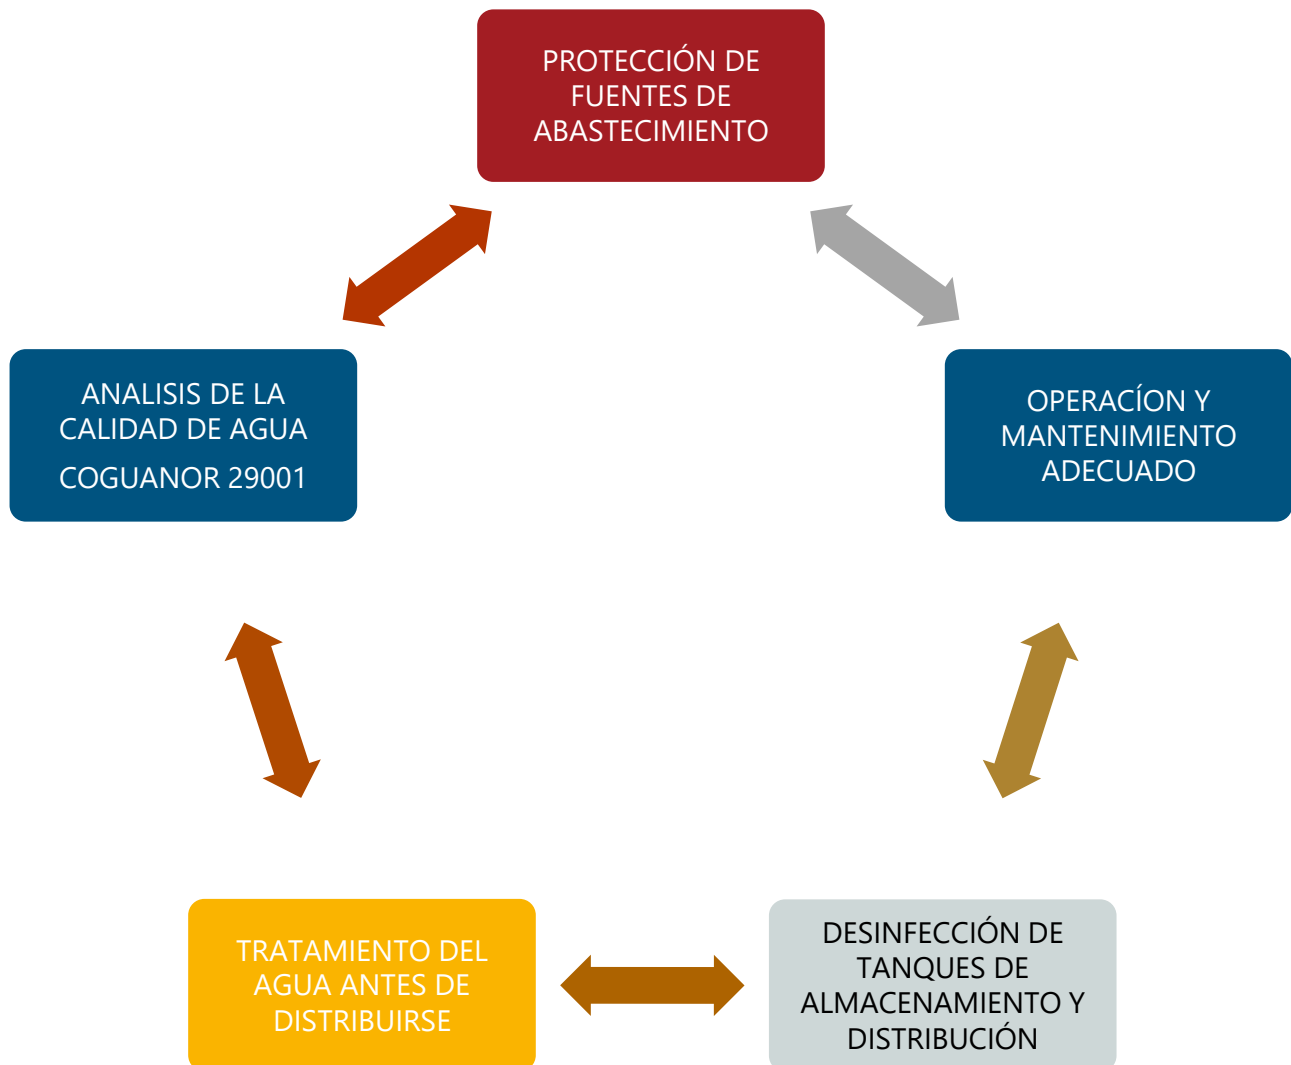 PROTECCIÓN DE
FUENTES DE
ABASTECIMIENTO
ANALISIS DE LA
CALIDAD DE AGUA
COGUANOR 29001
OPERACÍON Y
MANTENIMIENTO
ADECUADO
TRATAMIENTO DEL
AGUA ANTES DE
DISTRIBUIRSE
DESINFECCIÓN DE
TANQUES DE
ALMACENAMIENTO Y
DISTRIBUCIÓN